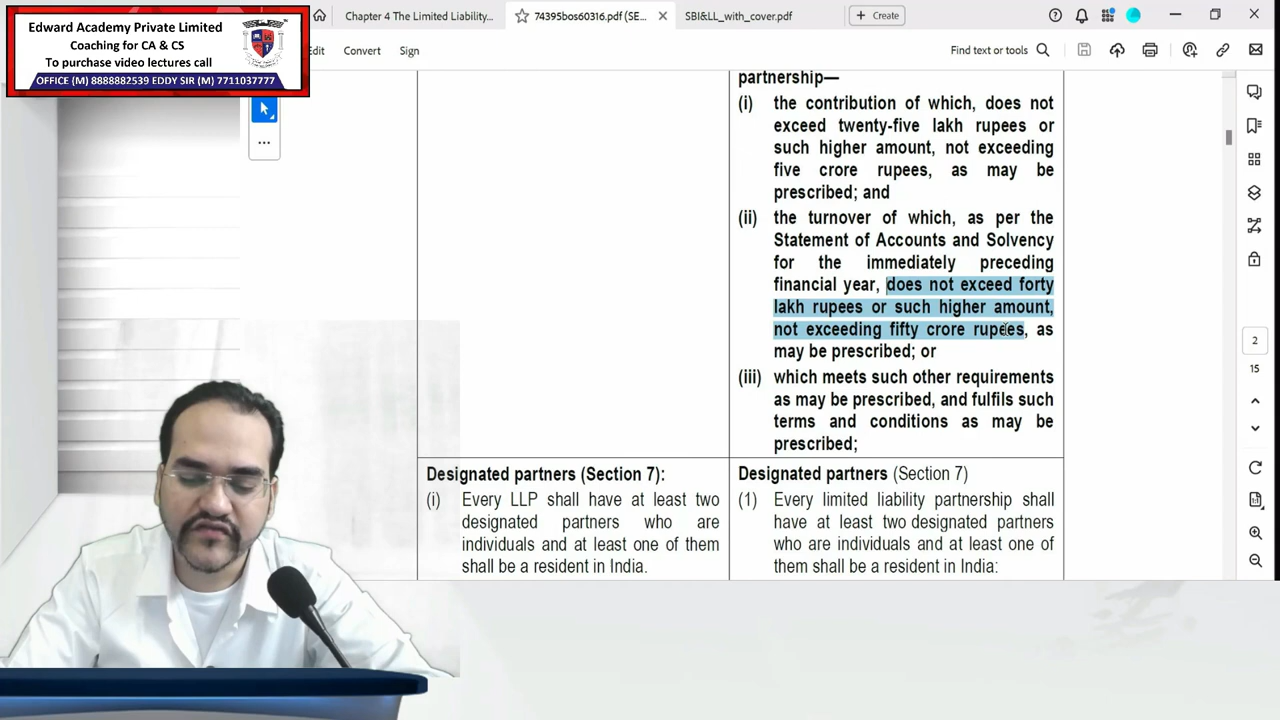 Edward Academy Private Limited
Coaching for CA & CS
To purchase video lectures call
OFFICE (M) 8888882539 EDDY SIR (M) 7711037777
Chapter 4 The Limited Liability...
74395bos60316.pdf (SE...
SBI&LL_with_cover.pdf
Create
Edit
Convert
Sign
Find text or tools
partnership—
(i) the contribution of which, does not
exceed twenty-five lakh rupees or
such higher amount, not exceeding
five crore rupees, as may be
prescribed; and
(ii) the turnover of which, as per the
Statement of Accounts and Solvency
for the immediately preceding
financial year, does not exceed forty
lakh rupees or such higher amount,
not exceeding fifty crore rupees, as
may be prescribed; or
(iii) which meets such other requirements
as may be prescribed, and fulfils such
terms and conditions as may be
prescribed;
Designated partners (Section 7):
(i) Every LLP shall have at least two
designated partners who are
individuals and at least one of them
shall be a resident in India.
Designated partners (Section 7)
(1) Every limited liability partnership shall
have at least two designated partners
who are individuals and at least one of
them shall be a resident in India:
2
15